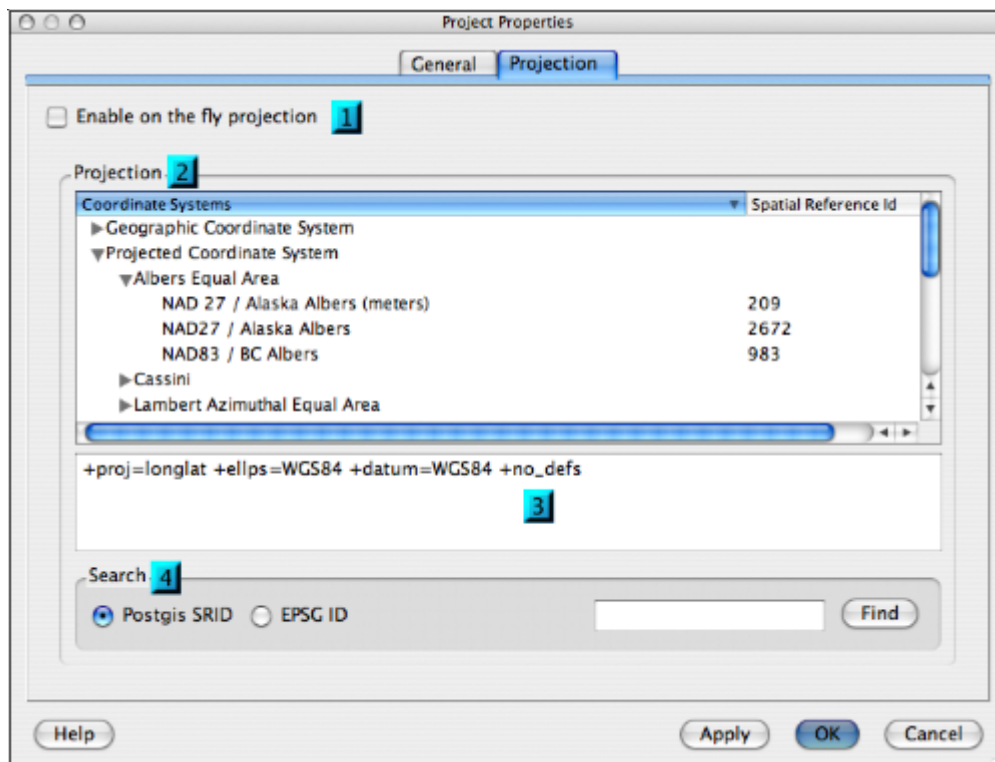 Project Properties
General Projection
Enable on the fly projection 1
Projection 2
Coordinate Systems Spatial Reference Id
Geographic Coordinate System
Projected Coordinate System
Albers Equal Area
NAD 27 / Alaska Albers (meters) 209
NAD27 / Alaska Albers 2672
NAD83 / BC Albers 983
Cassini
Lambert Azimuthal Equal Area
+proj=longlat +ellps=WGS84 +datum=WGS84 +no_defs
3
Search 4
Postgis SRID EPSG ID Find
Help Apply OK Cancel